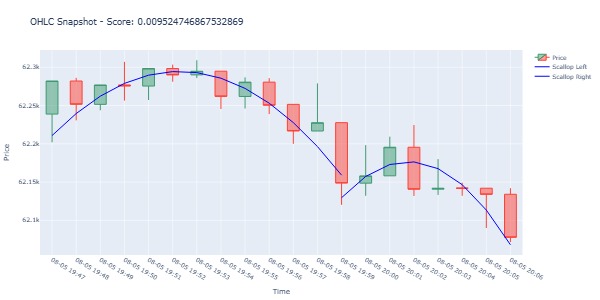 OHLC Snapshot - Score: 0.009524746867532869
Price
Scallop Left
Scallop Right
62.3k
62.25k
62.2k
62.15k
62.1k
Price
08-05 19.47
08-05 19.48
08-05 19.49
08-05 19.50
08-05 19.51
08-05 19.52
08-05 19.53
08-05 19.54
08-05 19.55
08-05 19.56
08-05 19.57
08-05 19.58
08-05 19.59
08-05 20.00
08-05 20.01
08-05 20.02
08-05 20.03
08-05 20.04
08-05 20.05
08-05 20.06
Time